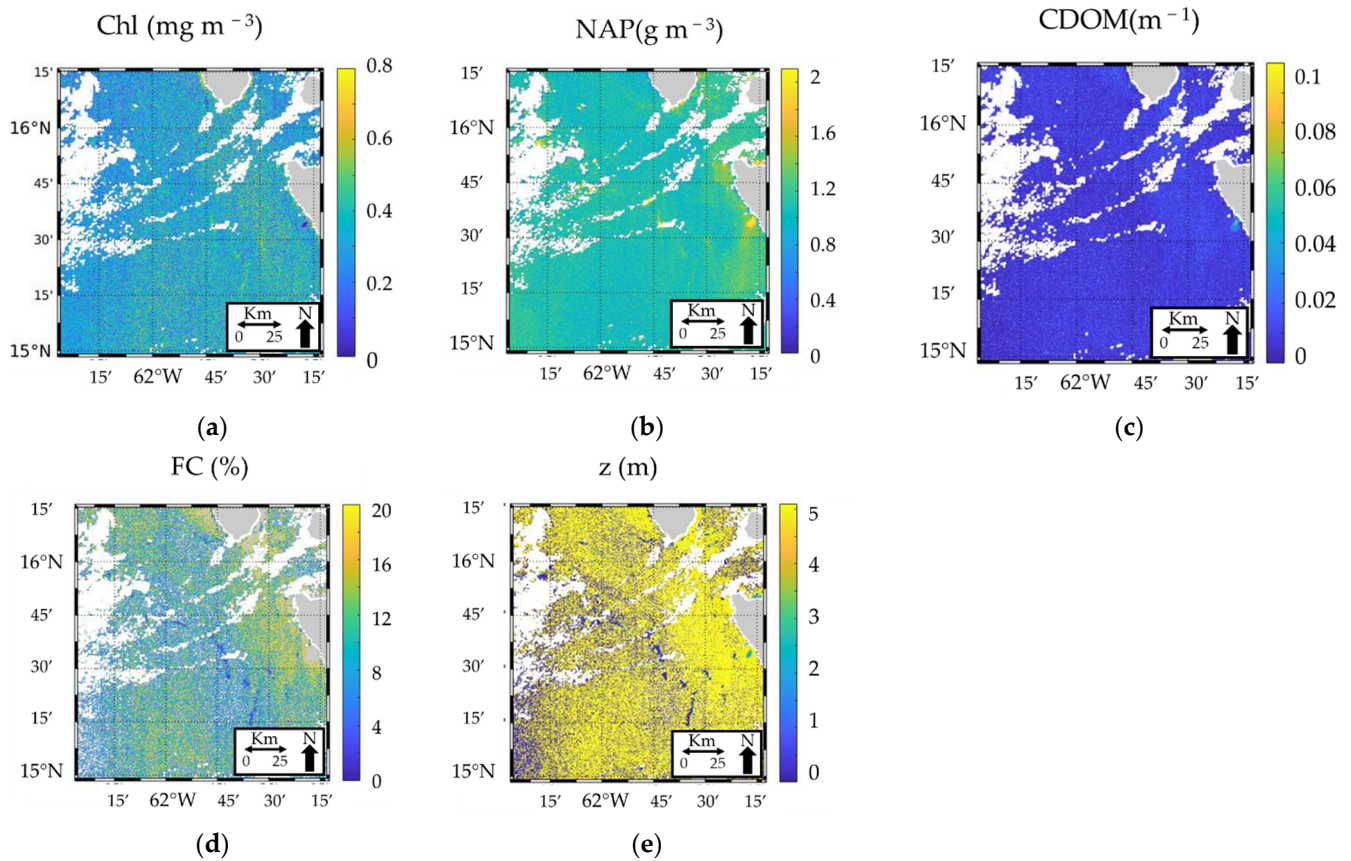 Chl (mg m⁻³)
15′
16°N
45′
30′
15′
15°N
15′
62°W
45′
30′
15′
0.8
0.6
0.4
0.2
0
Km
0 25
N
(a)
NAP(g m⁻³)
15′
16°N
45′
30′
15′
15°N
15′
62°W
45′
30′
15′
2
1.6
1.2
0.8
0.4
0
Km
0 25
N
(b)
CDOM(m⁻¹)
15′
16°N
45′
30′
15′
15°N
15′
62°W
45′
30′
15′
0.1
0.08
0.06
0.04
0.02
0
Km
0 25
N
(c)
FC (%)
15′
16°N
45′
30′
15′
15°N
15′
62°W
45′
30′
15′
20
16
12
8
4
0
Km
0 25
N
(d)
z (m)
15′
16°N
45′
30′
15′
15°N
15′
62°W
45′
30′
15′
5
4
3
2
1
0
Km
0 25
N
(e)